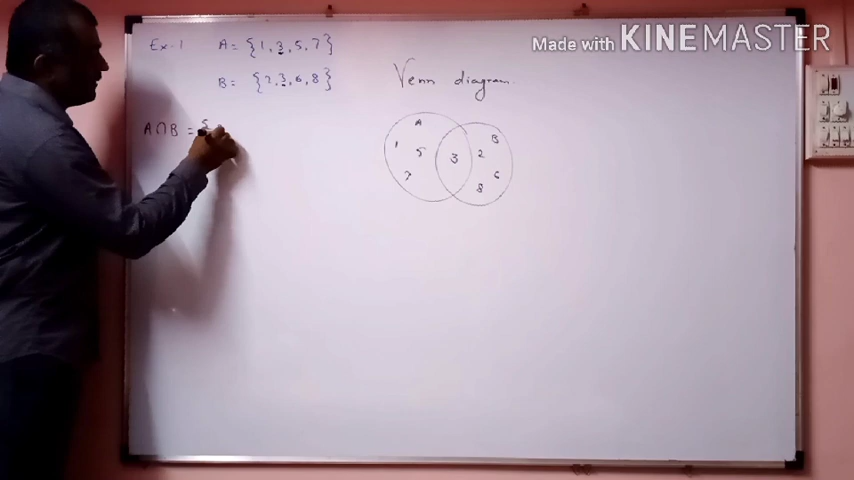 Made with KINEMASTER
Ex-1 A = {1, 3, 5, 7}
B = {2, 3, 6, 8}
Venn diagram.
A ∩ B = {
A
B
1 5 3 2
7 6
8